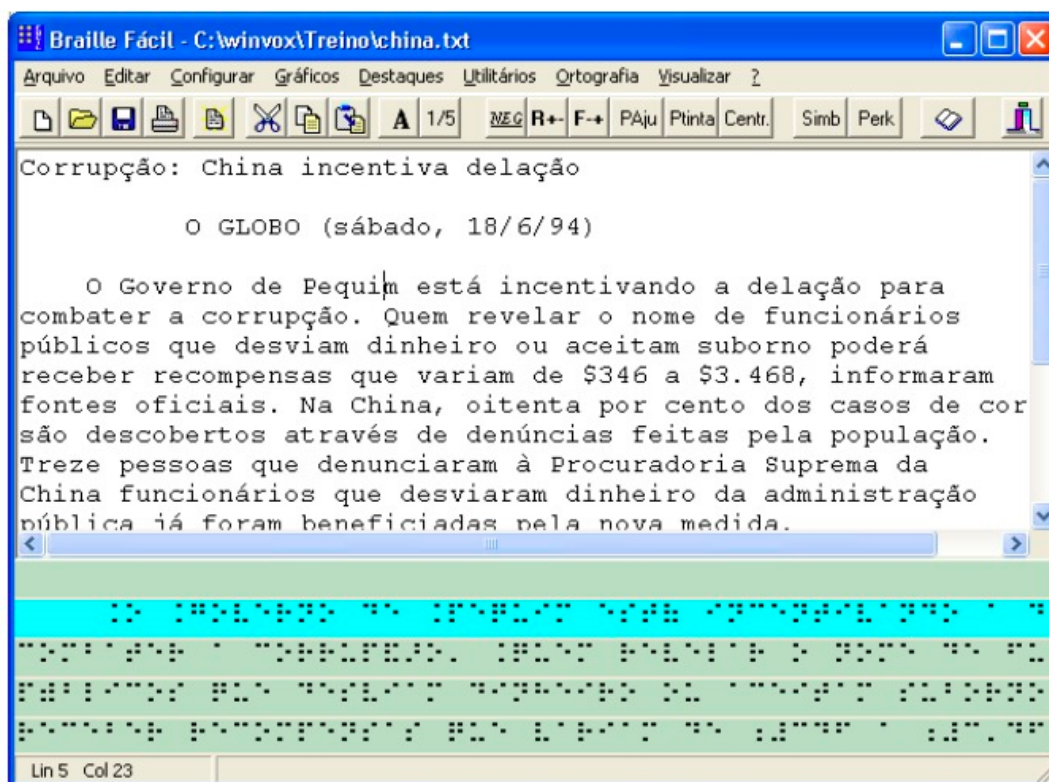 Braille Fácil - C:\winvox\Treino\china.txt
Arquivo Editar Configurar Gráficos Destaques Utilitários Ortografia Visualizar ?
A 1/5 NEG R+- F-+ PAju Ptinta Centr. Simb Perk
Corrupção: China incentiva delação
O GLOBO (sábado, 18/6/94)
O Governo de Pequim está incentivando a delação para
combater a corrupção. Quem revelar o nome de funcionários
públicos que desviam dinheiro ou aceitam suborno poderá
receber recompensas que variam de $346 a $3.468, informaram
fontes oficiais. Na China, oitenta por cento dos casos de cor
são descobertos através de denúncias feitas pela população.
Treze pessoas que denunciaram à Procuradoria Suprema da
China funcionários que desviaram dinheiro da administração
pública já foram beneficiadas pela nova medida.
Lin 5 Col 23